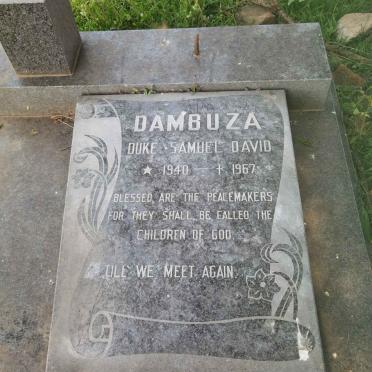 DAMBUZA
DUKE SAMUEL DAVID
★ 1940 — ✝ 1967
BLESSED ARE THE PEACEMAKERS
FOR THEY SHALL BE CALLED THE
CHILDREN OF GOD.
TILL WE MEET AGAIN.